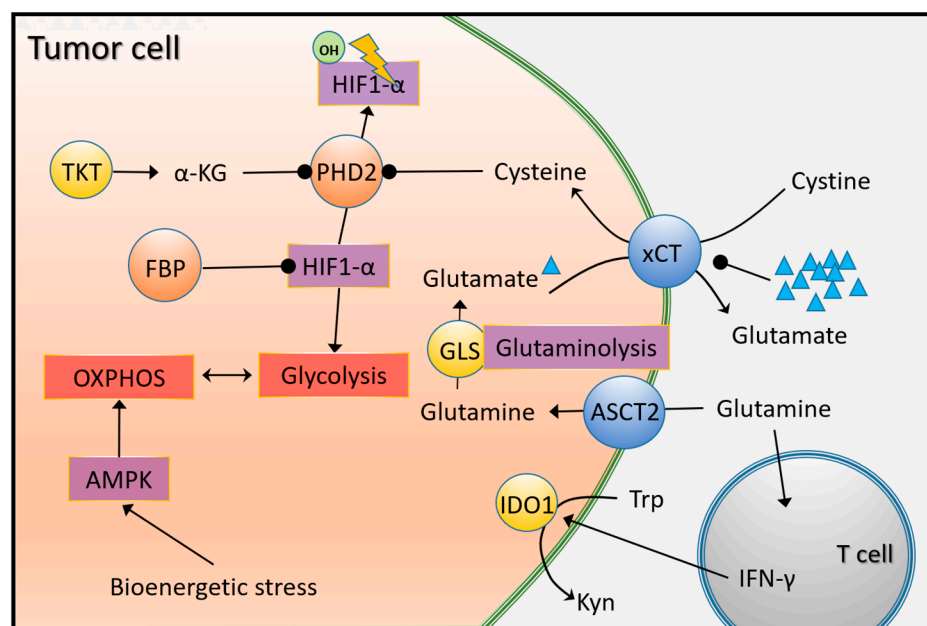 Tumor cell
OH
HIF1-α
TKT
α-KG
PHD2
Cysteine
Cystine
FBP
HIF1-α
xCT
Glutamate
Glutamate
GLS
Glutaminolysis
OXPHOS
Glycolysis
Glutamine
ASCT2
Glutamine
AMPK
IDO1
Trp
T cell
Bioenergetic stress
IFN-γ
Kyn